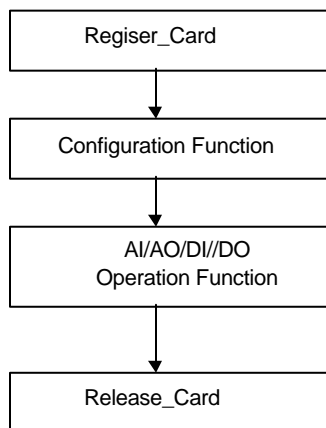 Regiser_Card
Configuration Function
AI/AO/DI//DO
Operation Function
Release_Card